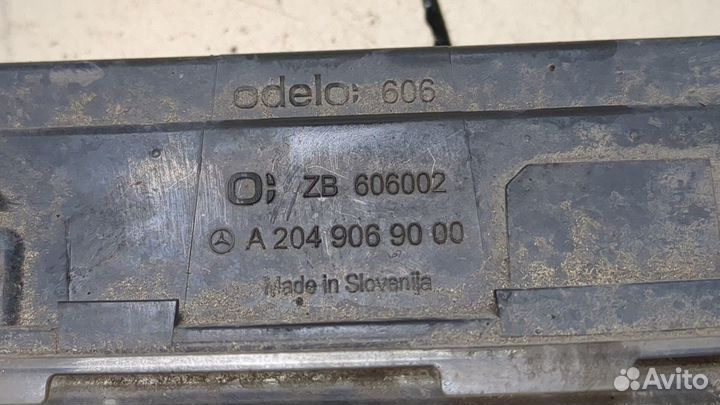 odelo; 606
ZB 606002
A 204 906 90 00
Made in Slovenija
Avito